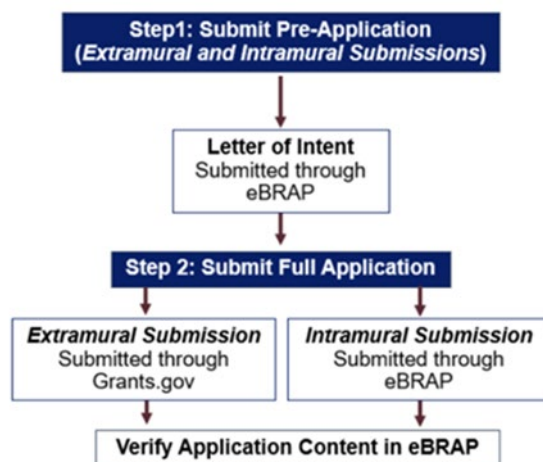 Step1: Submit Pre-Application
(Extramural and Intramural Submissions)
Letter of Intent
Submitted through
eBRAP
Step 2: Submit Full Application
Extramural Submission
Submitted through
Grants.gov
Intramural Submission
Submitted through
eBRAP
Verify Application Content in eBRAP